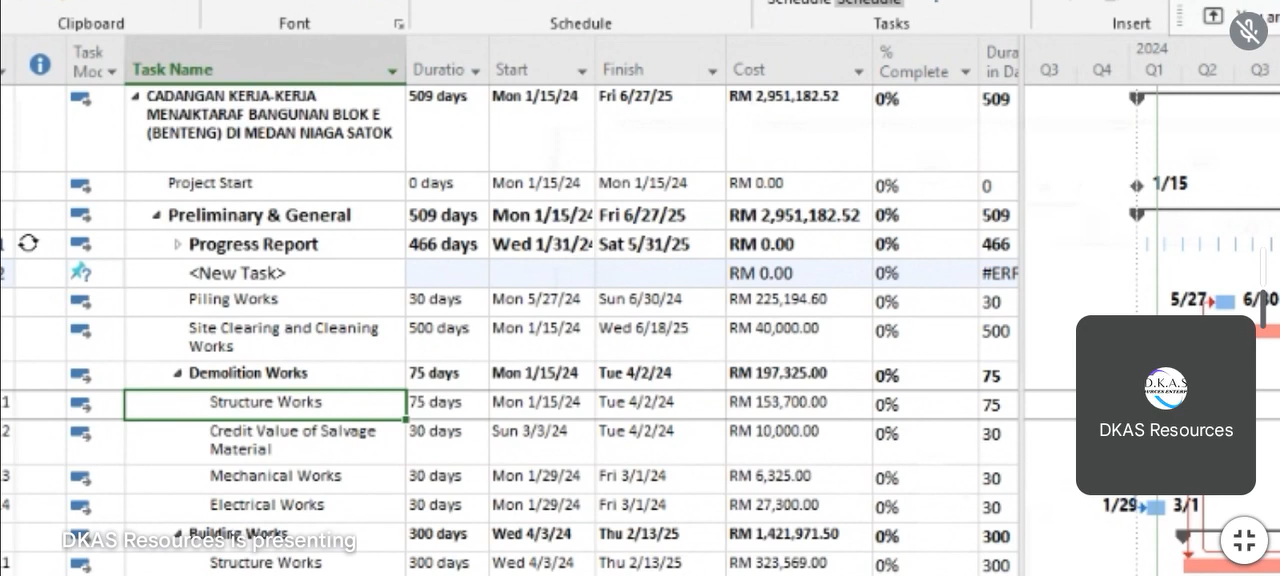 Schedule Schedule
Clipboard Font Schedule Tasks Insert
Task Mode
Task Name Duratio Start Finish Cost % Complete Dura in Da
2024
Q3 Q4 Q1 Q2 Q3
CADANGAN KERJA-KERJA
MENAIKTARAF BANGUNAN BLOK E
(BENTENG) DI MEDAN NIAGA SATOK
509 days Mon 1/15/24 Fri 6/27/25 RM 2,951,182.52 0% 509
Project Start 0 days Mon 1/15/24 Mon 1/15/24 RM 0.00 0% 0 1/15
Preliminary & General 509 days Mon 1/15/24 Fri 6/27/25 RM 2,951,182.52 0% 509
1 Progress Report 466 days Wed 1/31/24 Sat 5/31/25 RM 0.00 0% 466
2 <New Task> RM 0.00 0% #ERF
Piling Works 30 days Mon 5/27/24 Sun 6/30/24 RM 225,194.60 0% 30 5/27 6/30
Site Clearing and Cleaning
Works
500 days Mon 1/15/24 Wed 6/18/25 RM 40,000.00 0% 500
Demolition Works 75 days Mon 1/15/24 Tue 4/2/24 RM 197,325.00 0% 75
1 Structure Works 75 days Mon 1/15/24 Tue 4/2/24 RM 153,700.00 0% 75
2 Credit Value of Salvage
Material
30 days Sun 3/3/24 Tue 4/2/24 RM 10,000.00 0% 30
3 Mechanical Works 30 days Mon 1/29/24 Fri 3/1/24 RM 6,325.00 0% 30
4 Electrical Works 30 days Mon 1/29/24 Fri 3/1/24 RM 27,300.00 0% 30 1/29 3/1
Building Works 300 days Wed 4/3/24 Thu 2/13/25 RM 1,421,971.50 0% 300
1 Structure Works 300 days Wed 4/3/24 Thu 2/13/25 RM 323,569.00 0% 300
D.K.A.S
DKAS Resources
DKAS Resources is presenting